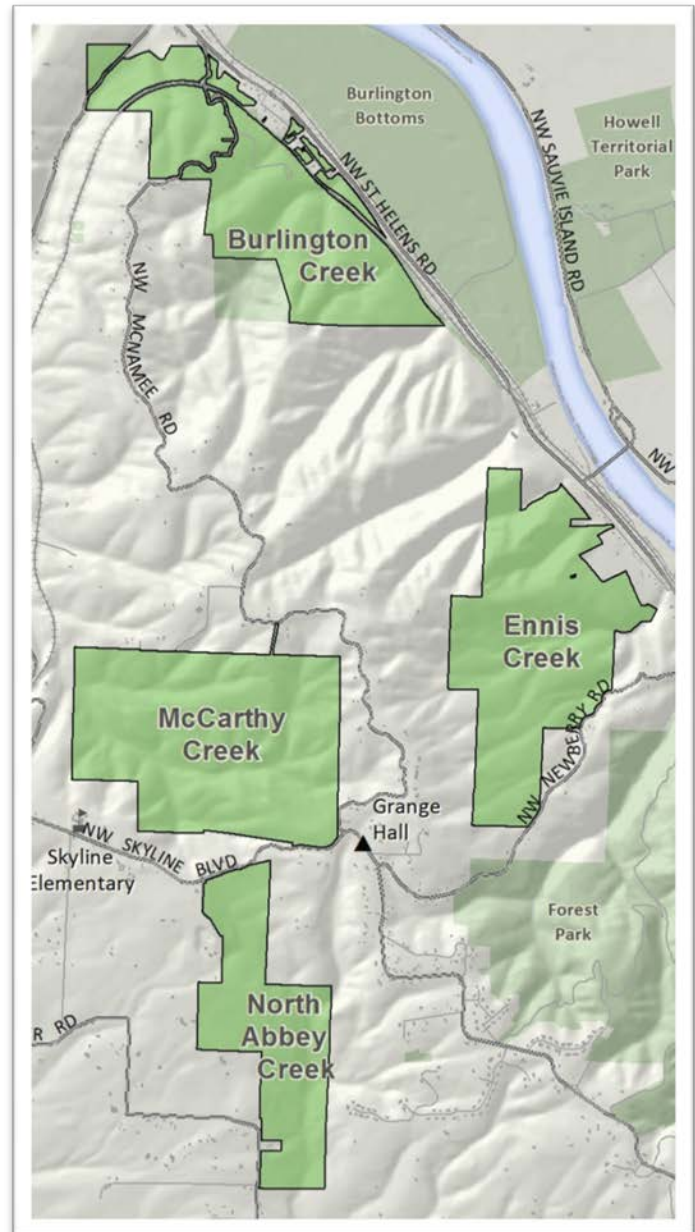 Burlington
Bottoms
Howell
Territorial
Park
NW SAUVIE ISLAND RD
NW ST HELENS RD
Burlington
Creek
NW MCNAMEE RD
NW
Ennis
Creek
McCarthy
Creek
NW NEWBERRY RD
Grange
Hall
NW SKYLINE BLVD
Skyline
Elementary
Forest
Park
North
Abbey
Creek
R RD